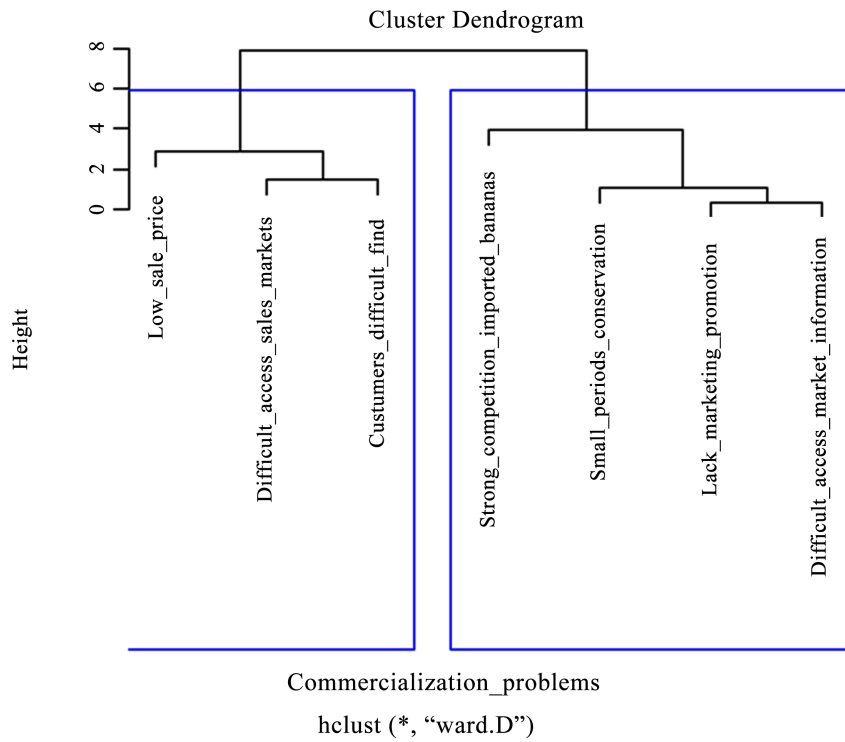 Cluster Dendrogram
8
6
4
2
0
Height
Low_sale_price
Difficult_access_sales_markets
Custumers_difficult_find
Strong_competition_imported_bananas
Small_periods_conservation
Lack_marketing_promotion
Difficult_access_market_information
Commercialization_problems
hclust (*, “ward.D”)